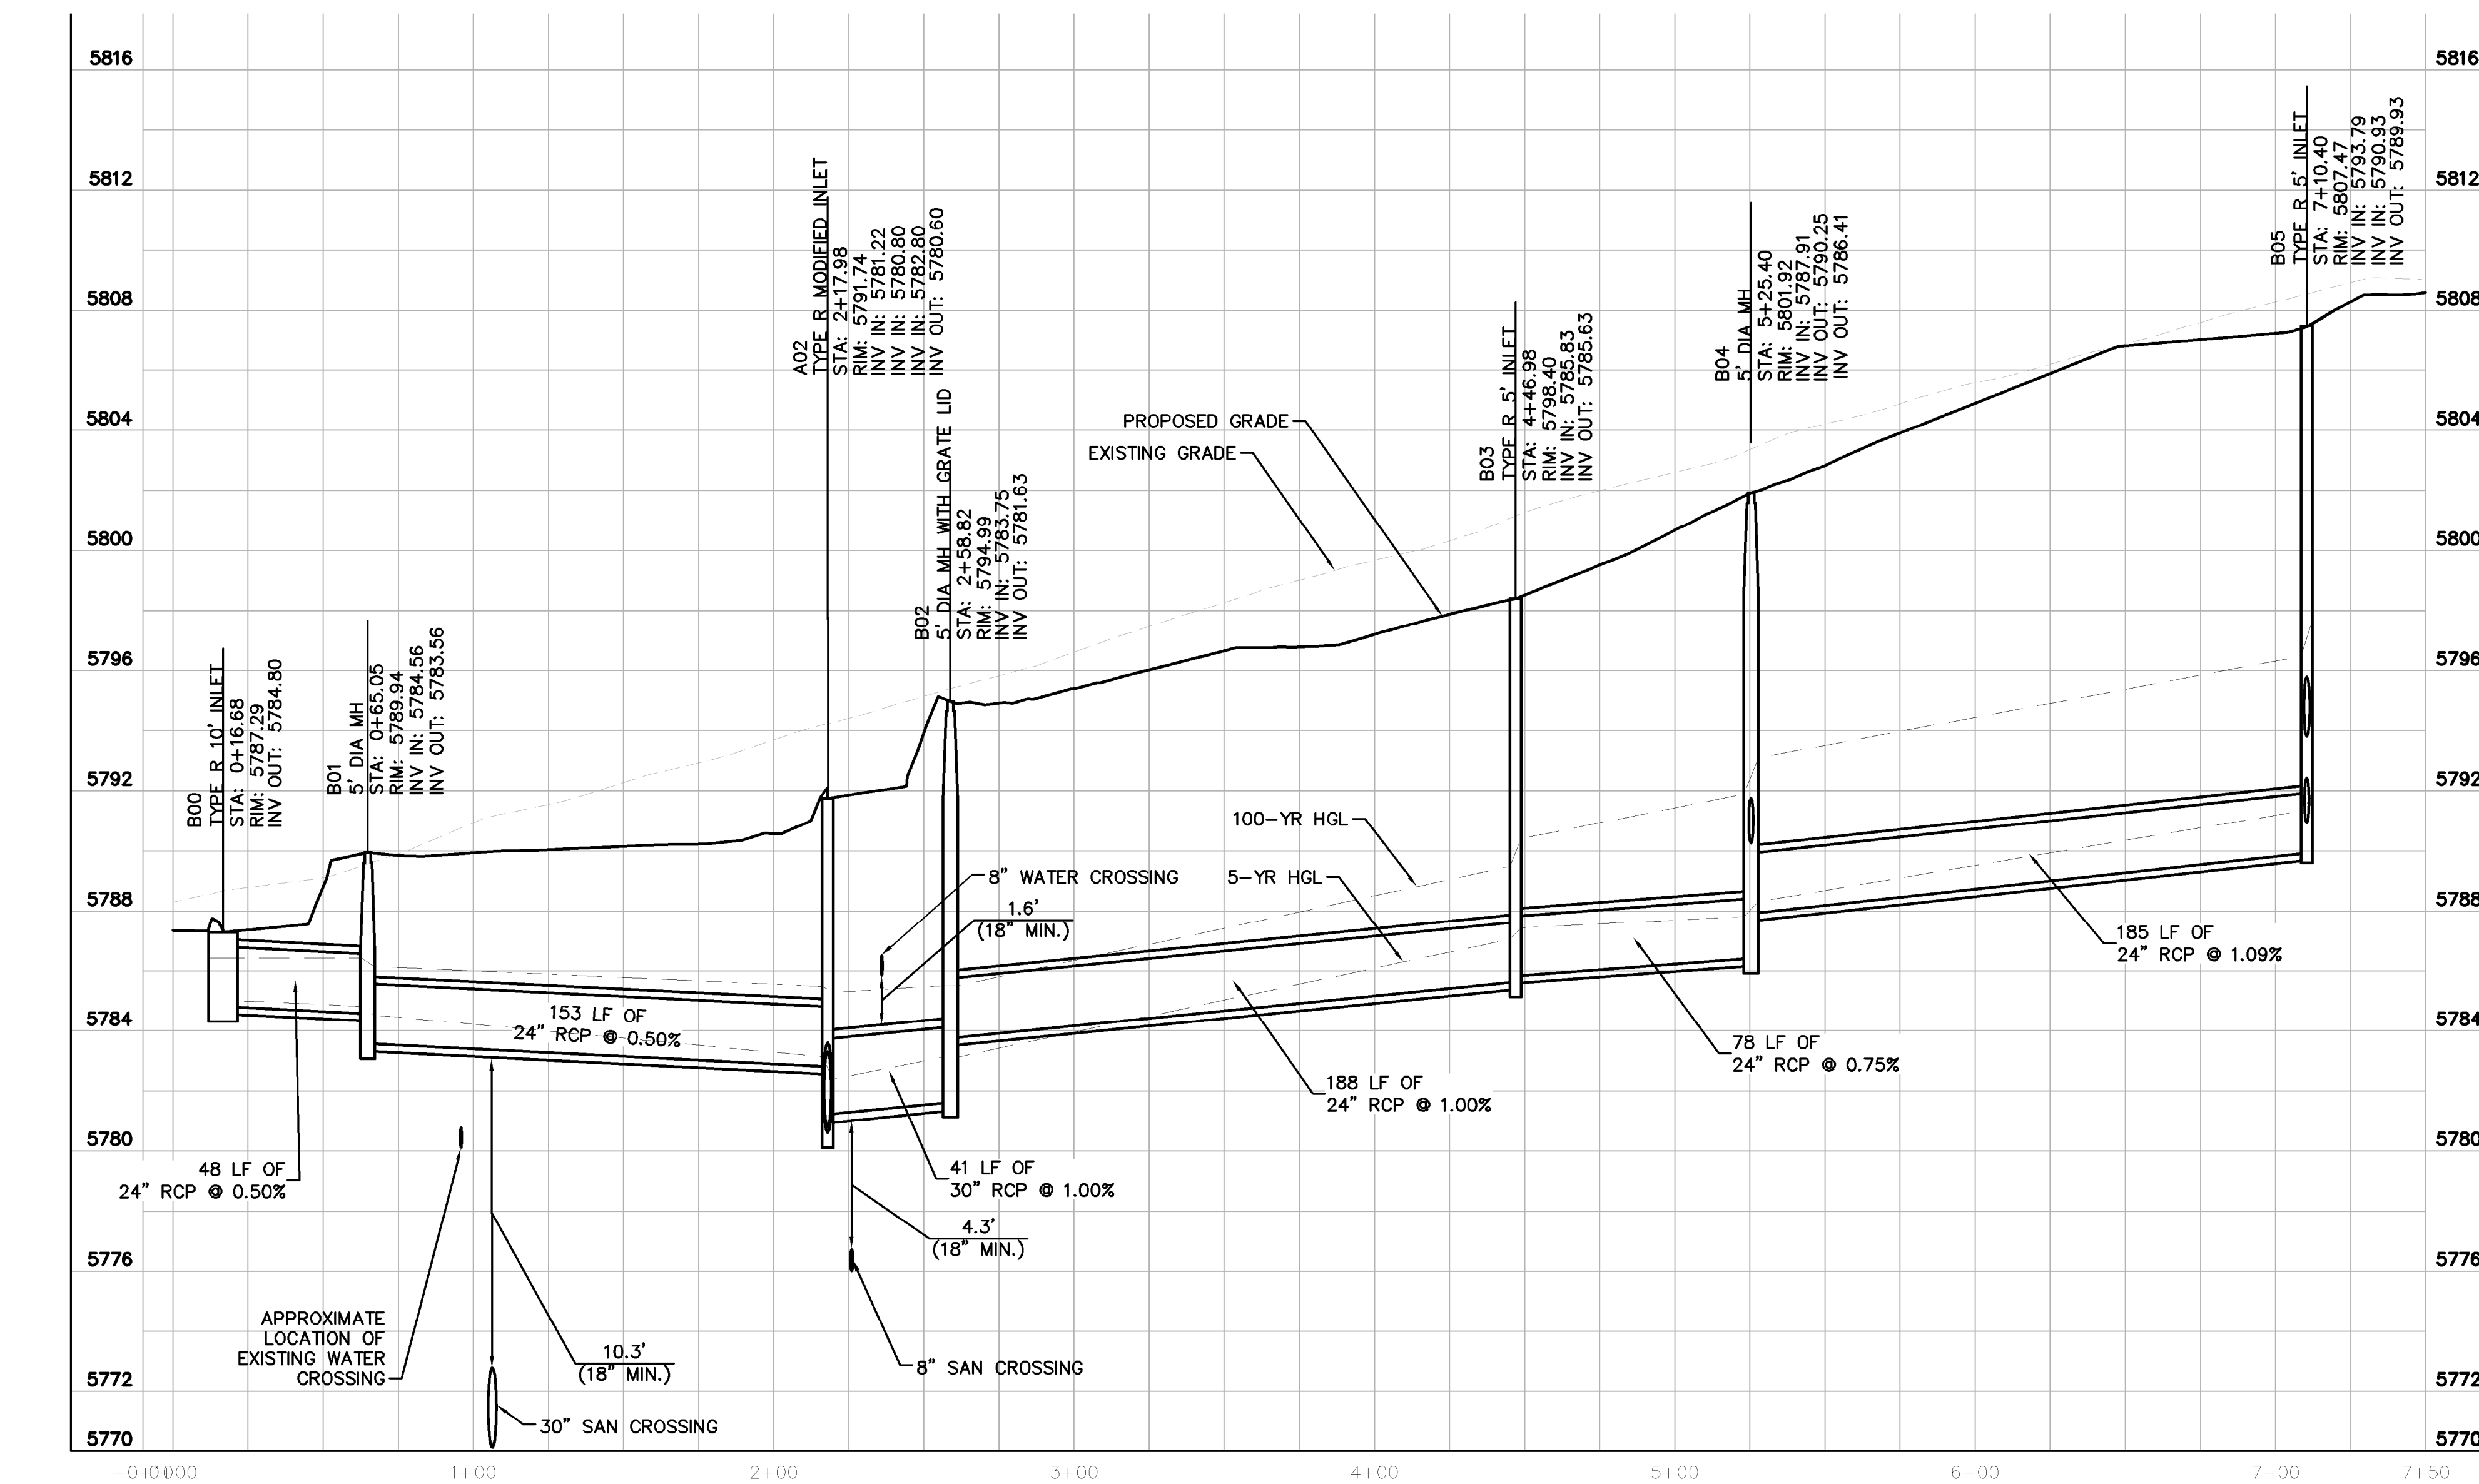 5816
5812
5808
5804
5800
5796
5792
5788
5784
5780
5776
5772
5770
B00
TYPE R 10' INLET
STA: 0+16.68
RIM: 5787.29
INV OUT: 5784.80
B01
5' DIA MH
STA: 0+65.05
RIM: 5789.94
INV IN: 5784.56
INV OUT: 5783.56
A02
TYPE R MODIFIED INLET
STA: 2+17.98
RIM: 5791.74
INV IN: 5781.22
INV IN: 5780.80
INV IN: 5782.80
INV OUT: 5780.60
B02
5' DIA MH WITH GRATE LID
STA: 2+58.82
RIM: 5794.99
INV IN: 5783.75
INV OUT: 5781.63
PROPOSED GRADE
EXISTING GRADE
B03
TYPE R 5' INLET
STA: 4+46.98
RIM: 5798.40
INV IN: 5785.83
INV OUT: 5785.63
B04
5' DIA MH
STA: 5+25.40
RIM: 5801.92
INV IN: 5787.91
INV OUT: 5790.25
INV OUT: 5786.41
B05
TYPE R 5' INLET
STA: 7+10.40
RIM: 5807.47
INV IN: 5793.79
INV IN: 5790.93
INV OUT: 5789.93
100-YR HGL
5-YR HGL
8" WATER CROSSING
1.6'
(18" MIN.)
153 LF OF
24" RCP @ 0.50%
48 LF OF
24" RCP @ 0.50%
41 LF OF
30" RCP @ 1.00%
4.3'
(18" MIN.)
188 LF OF
24" RCP @ 1.00%
78 LF OF
24" RCP @ 0.75%
185 LF OF
24" RCP @ 1.09%
APPROXIMATE
LOCATION OF
EXISTING WATER
CROSSING
10.3'
(18" MIN.)
8" SAN CROSSING
30" SAN CROSSING
5816
5812
5808
5804
5800
5796
5792
5788
5784
5780
5776
5772
5770
1+00
2+00
3+00
4+00
5+00
6+00
7+00
7+50